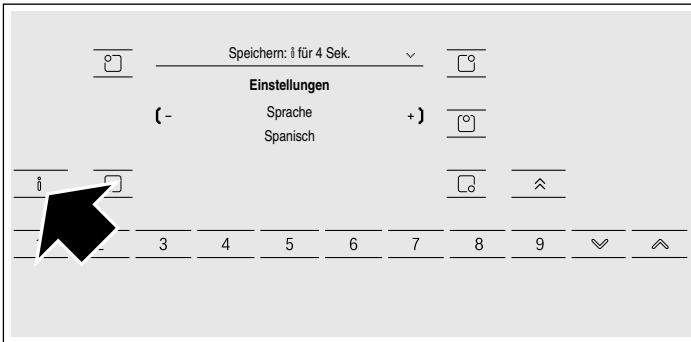 Speichern: i für 4 Sek.
Einstellungen
- Sprache +
Spanisch
i
3 4 5 6 7 8 9